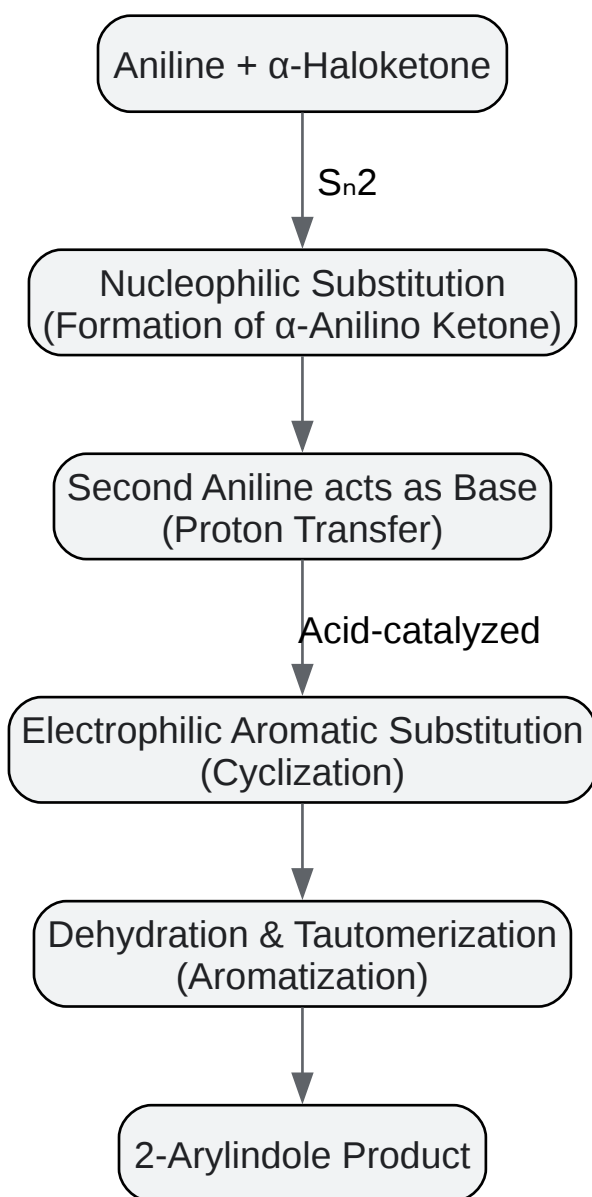 Aniline + α-Haloketone
Sₙ2
Nucleophilic Substitution
(Formation of α-Anilino Ketone)
Second Aniline acts as Base
(Proton Transfer)
Acid-catalyzed
Electrophilic Aromatic Substitution
(Cyclization)
Dehydration & Tautomerization
(Aromatization)
2-Arylindole Product